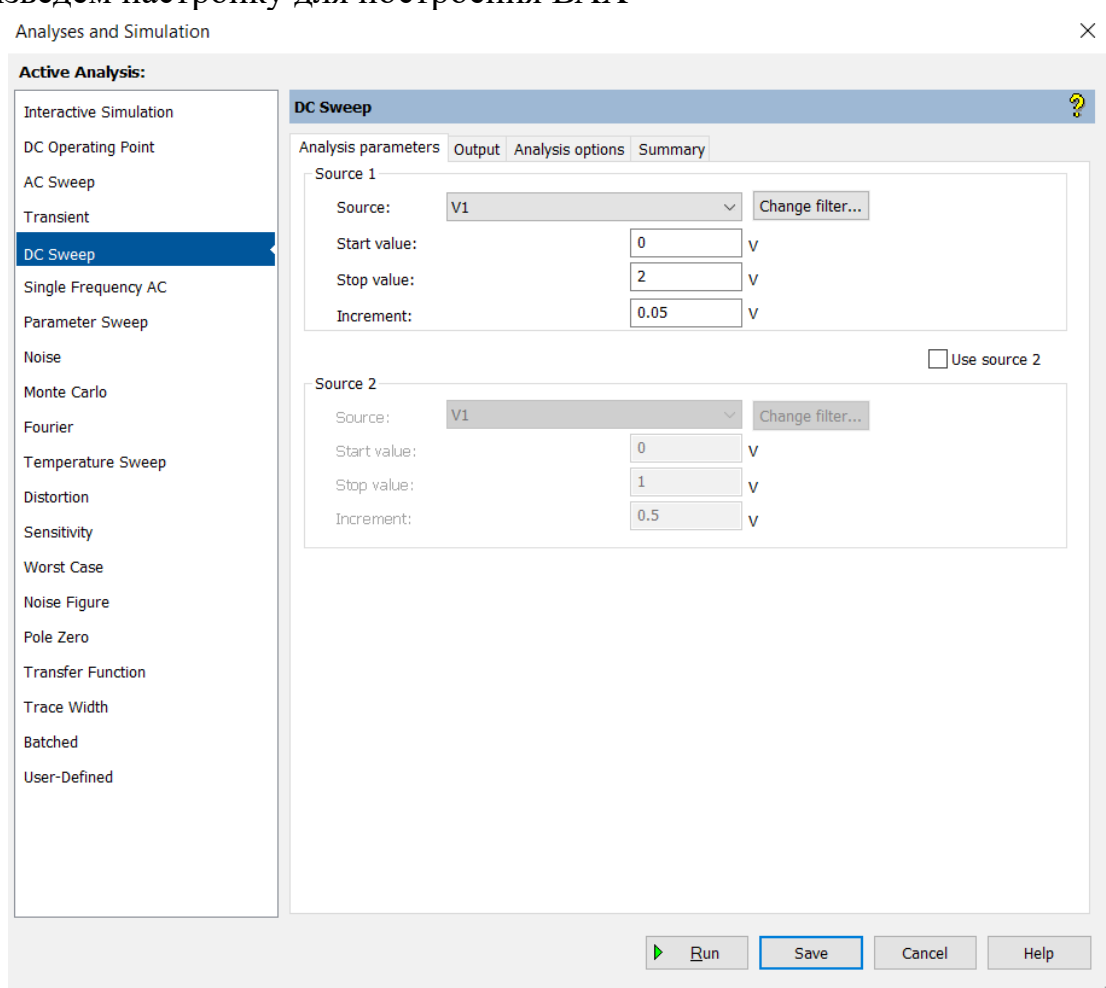 настройку для построения ВАХ
Analyses and Simulation
Active Analysis:
Interactive Simulation
DC Operating Point
AC Sweep
Transient
DC Sweep
Single Frequency AC
Parameter Sweep
Noise
Monte Carlo
Fourier
Temperature Sweep
Distortion
Sensitivity
Worst Case
Noise Figure
Pole Zero
Transfer Function
Trace Width
Batched
User-Defined
DC Sweep
Analysis parameters Output Analysis options Summary
Source 1
Source: V1 Change filter...
Start value: 0 V
Stop value: 2 V
Increment: 0.05 V
Use source 2
Source 2
Source: V1 Change filter...
Start value: 0 V
Stop value: 1 V
Increment: 0.5 V
Run Save Cancel Help